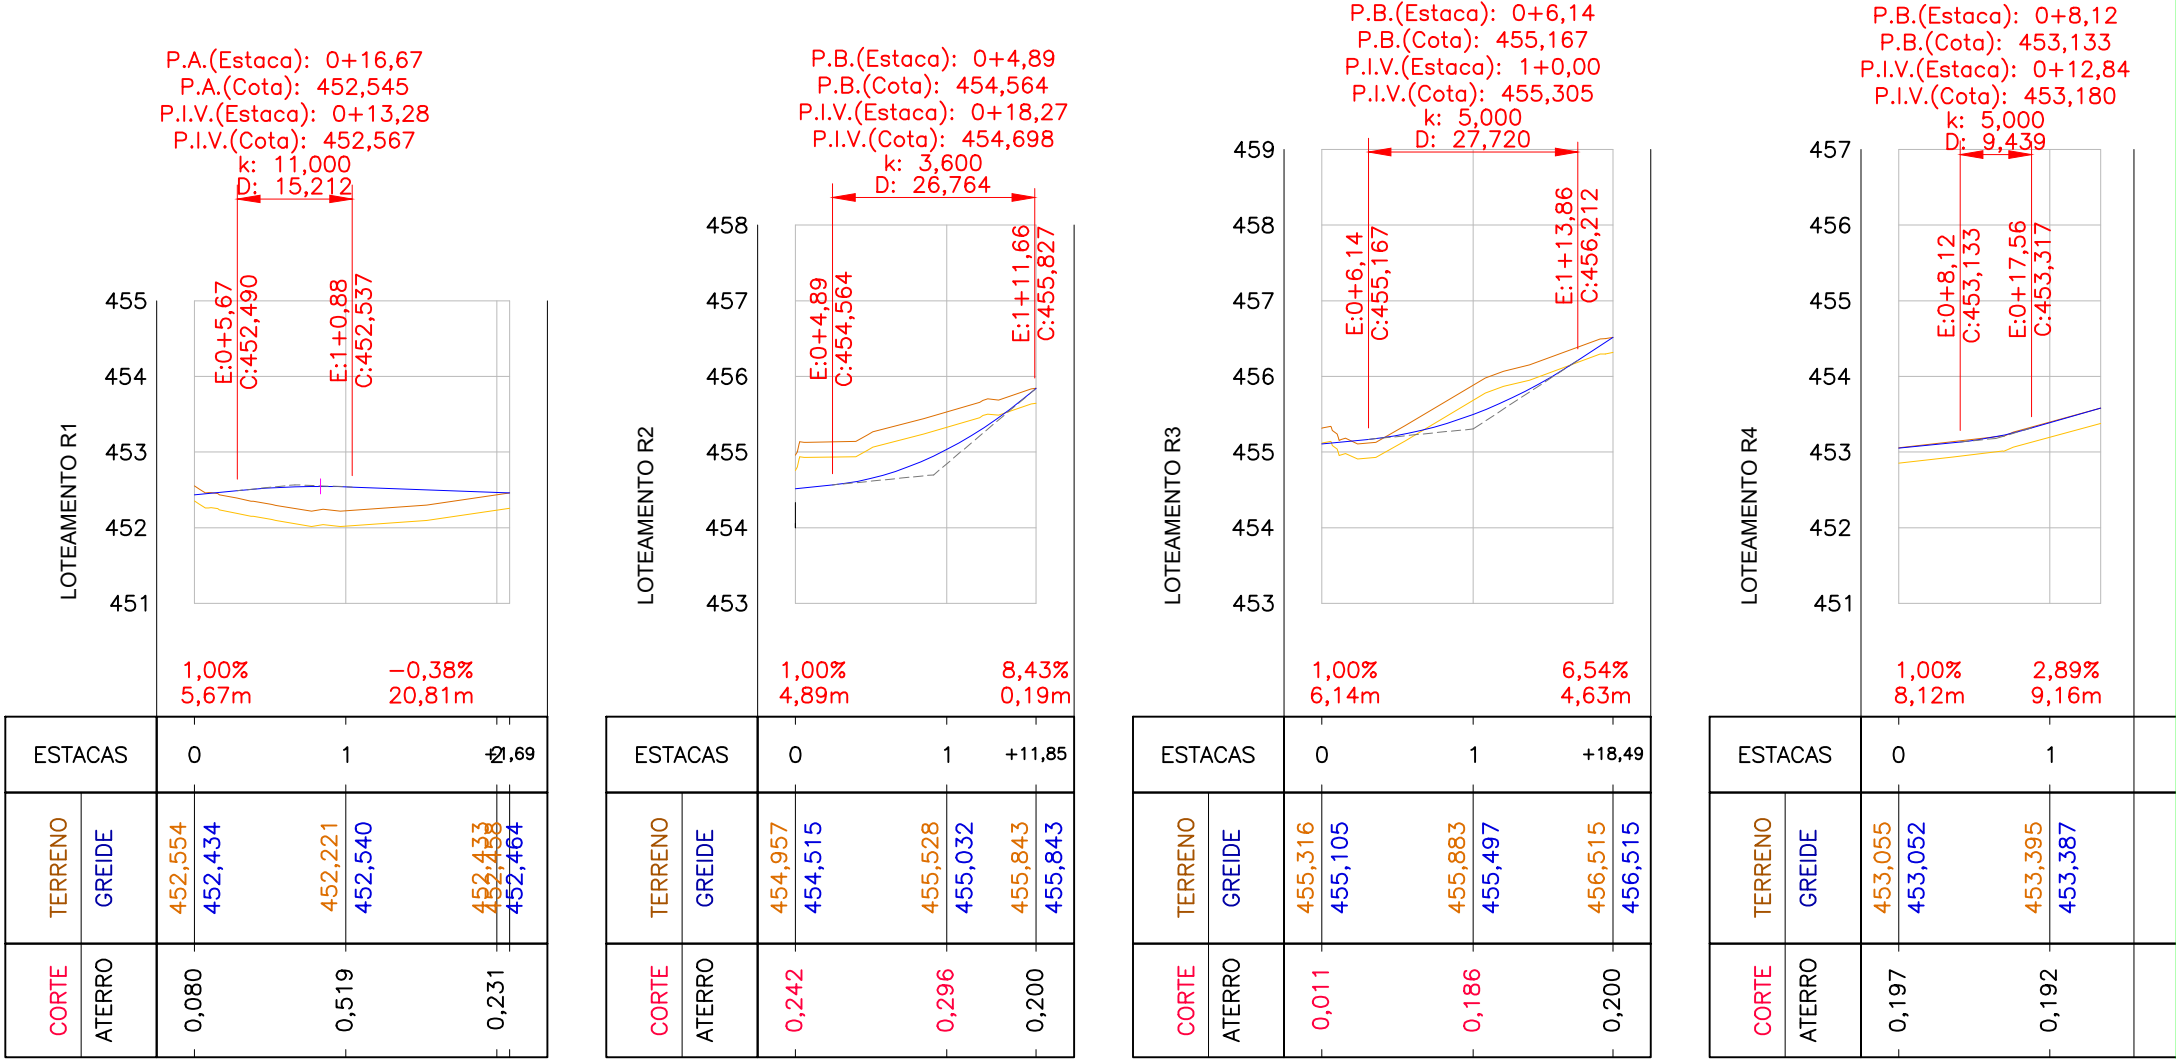 P.A.(Estaca): 0+16,67
P.A.(Cota): 452,545
P.I.V.(Estaca): 0+13,28
P.I.V.(Cota): 452,567
k: 11,000
D: 15,212
E:0+5,67
C:452,490
E:1+0,88
C:452,537
455
454
453
452
451
LOTEAMENTO R1
1,00%
5,67m
-0,38%
20,81m
ESTACAS 0 1 2 +1,69
TERRENO GREIDE
452,554 452,434 452,221 452,540 452,433 452,458 452,464
CORTE ATERRO
0,080 0,519 0,231
P.B.(Estaca): 0+4,89
P.B.(Cota): 454,564
P.I.V.(Estaca): 0+18,27
P.I.V.(Cota): 454,698
k: 3,600
D: 26,764
E:0+4,89
C:454,564
E:1+11,66
C:455,827
458
457
456
455
454
453
LOTEAMENTO R2
1,00%
4,89m
8,43%
0,19m
ESTACAS 0 1 +11,85
TERRENO GREIDE
454,957 454,515 455,528 455,032 455,843 455,843
CORTE ATERRO
0,242 0,296 0,200
P.B.(Estaca): 0+6,14
P.B.(Cota): 455,167
P.I.V.(Estaca): 1+0,00
P.I.V.(Cota): 455,305
k: 5,000
D: 27,720
E:0+6,14
C:455,167
E:1+13,86
C:456,212
459
458
457
456
455
454
453
LOTEAMENTO R3
1,00%
6,14m
6,54%
4,63m
ESTACAS 0 1 +18,49
TERRENO GREIDE
455,316 455,105 455,883 455,497 456,515 456,515
CORTE ATERRO
0,011 0,186 0,200
P.B.(Estaca): 0+8,12
P.B.(Cota): 453,133
P.I.V.(Estaca): 0+12,84
P.I.V.(Cota): 453,180
k: 5,000
D: 9,439
E:0+8,12
C:453,133
E:0+17,56
C:453,317
457
456
455
454
453
452
451
LOTEAMENTO R4
1,00%
8,12m
2,89%
9,16m
ESTACAS 0 1
TERRENO GREIDE
453,055 453,052 453,395 453,387
CORTE ATERRO
0,197 0,192